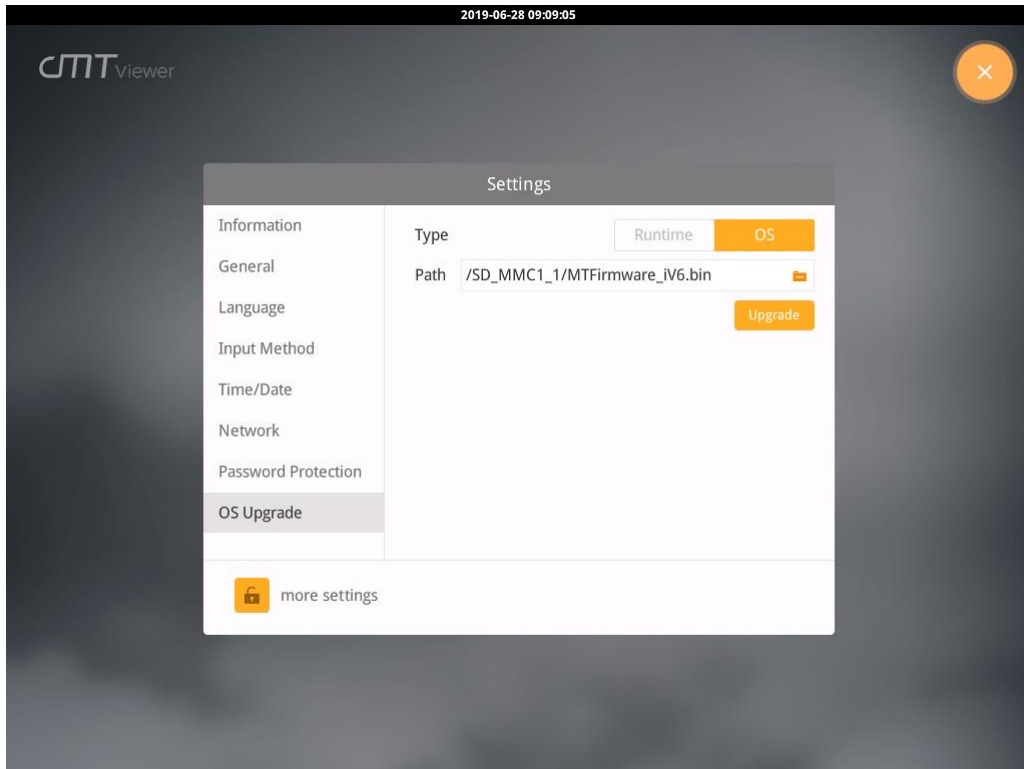 2019-06-28 09:09:05
cMT Viewer
Settings
Information
General
Language
Input Method
Time/Date
Network
Password Protection
OS Upgrade
Type
Runtime
OS
Path
/SD_MMC1_1/MTFirmware_iV6.bin
Upgrade
more settings